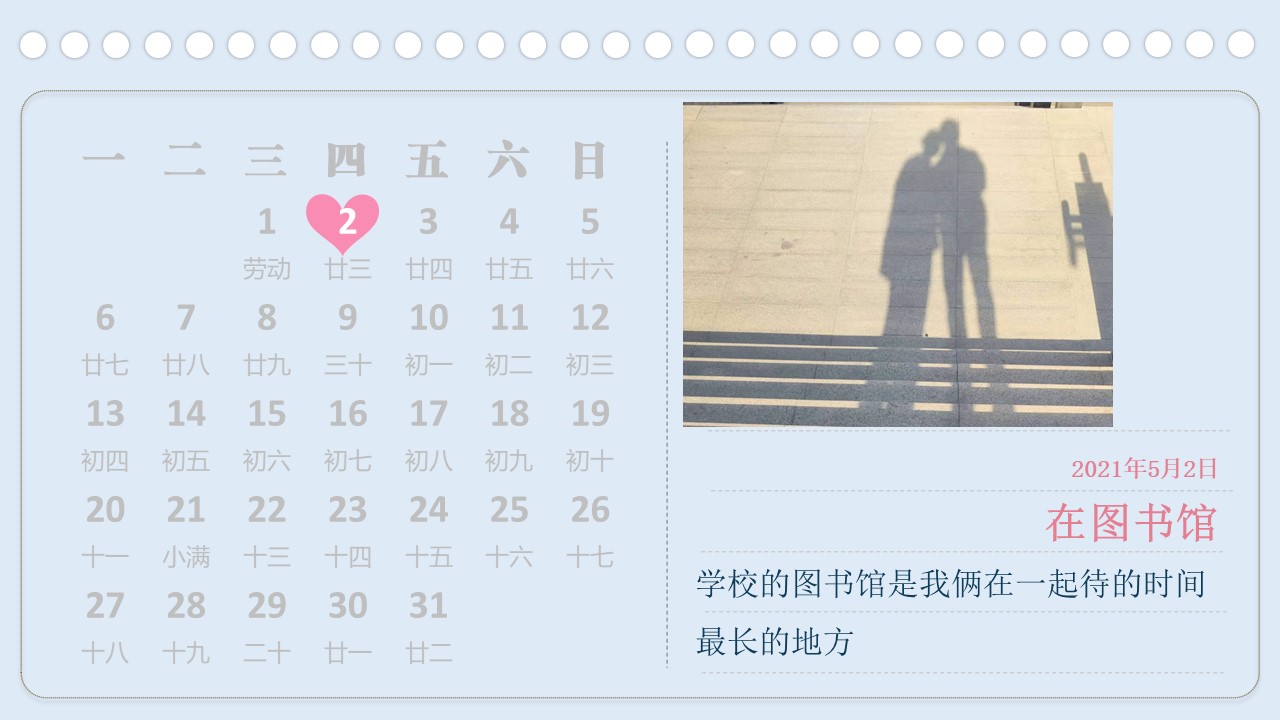 一 二 三 四 五 六 日
1 2 3 4 5
劳动 廿三 廿四 廿五 廿六
6 7 8 9 10 11 12
廿七 廿八 廿九 三十 初一 初二 初三
13 14 15 16 17 18 19
初四 初五 初六 初七 初八 初九 初十
20 21 22 23 24 25 26
十一 小满 十三 十四 十五 十六 十七
27 28 29 30 31
十八 十九 二十 廿一 廿二
2021年5月2日
在图书馆
学校的图书馆是我俩在一起待的时间
最长的地方